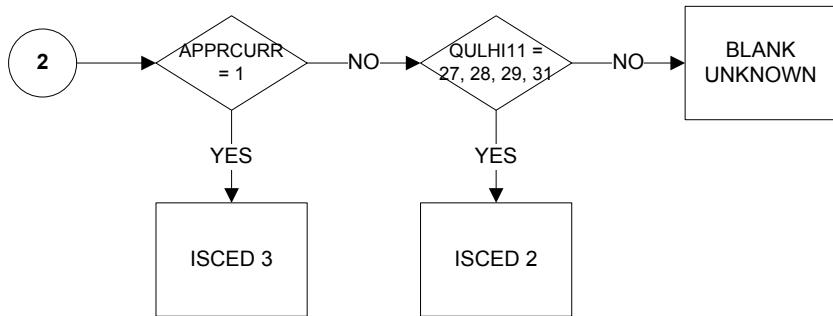 2
APPRCURR
= 1
NO
QULHI11 =
27, 28, 29, 31
NO
BLANK
UNKNOWN
YES
YES
ISCED 3
ISCED 2